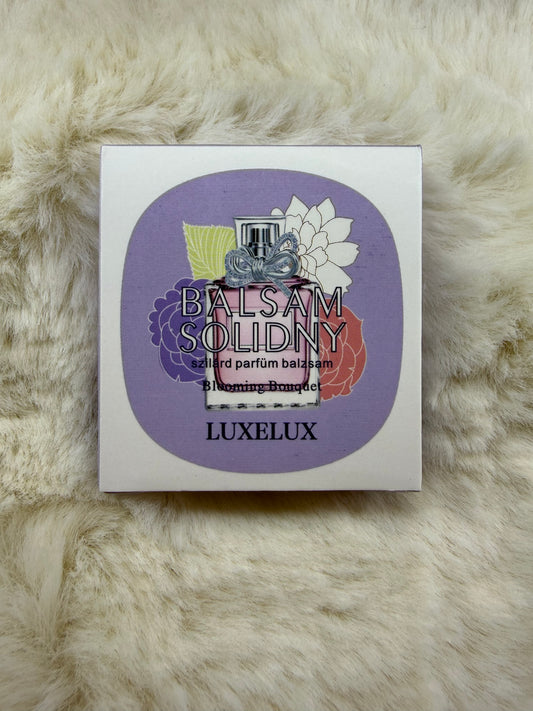 BALSAM
SOLIDNY
szilárd parfüm balzsam
Blooming Bouquet
LUXELUX